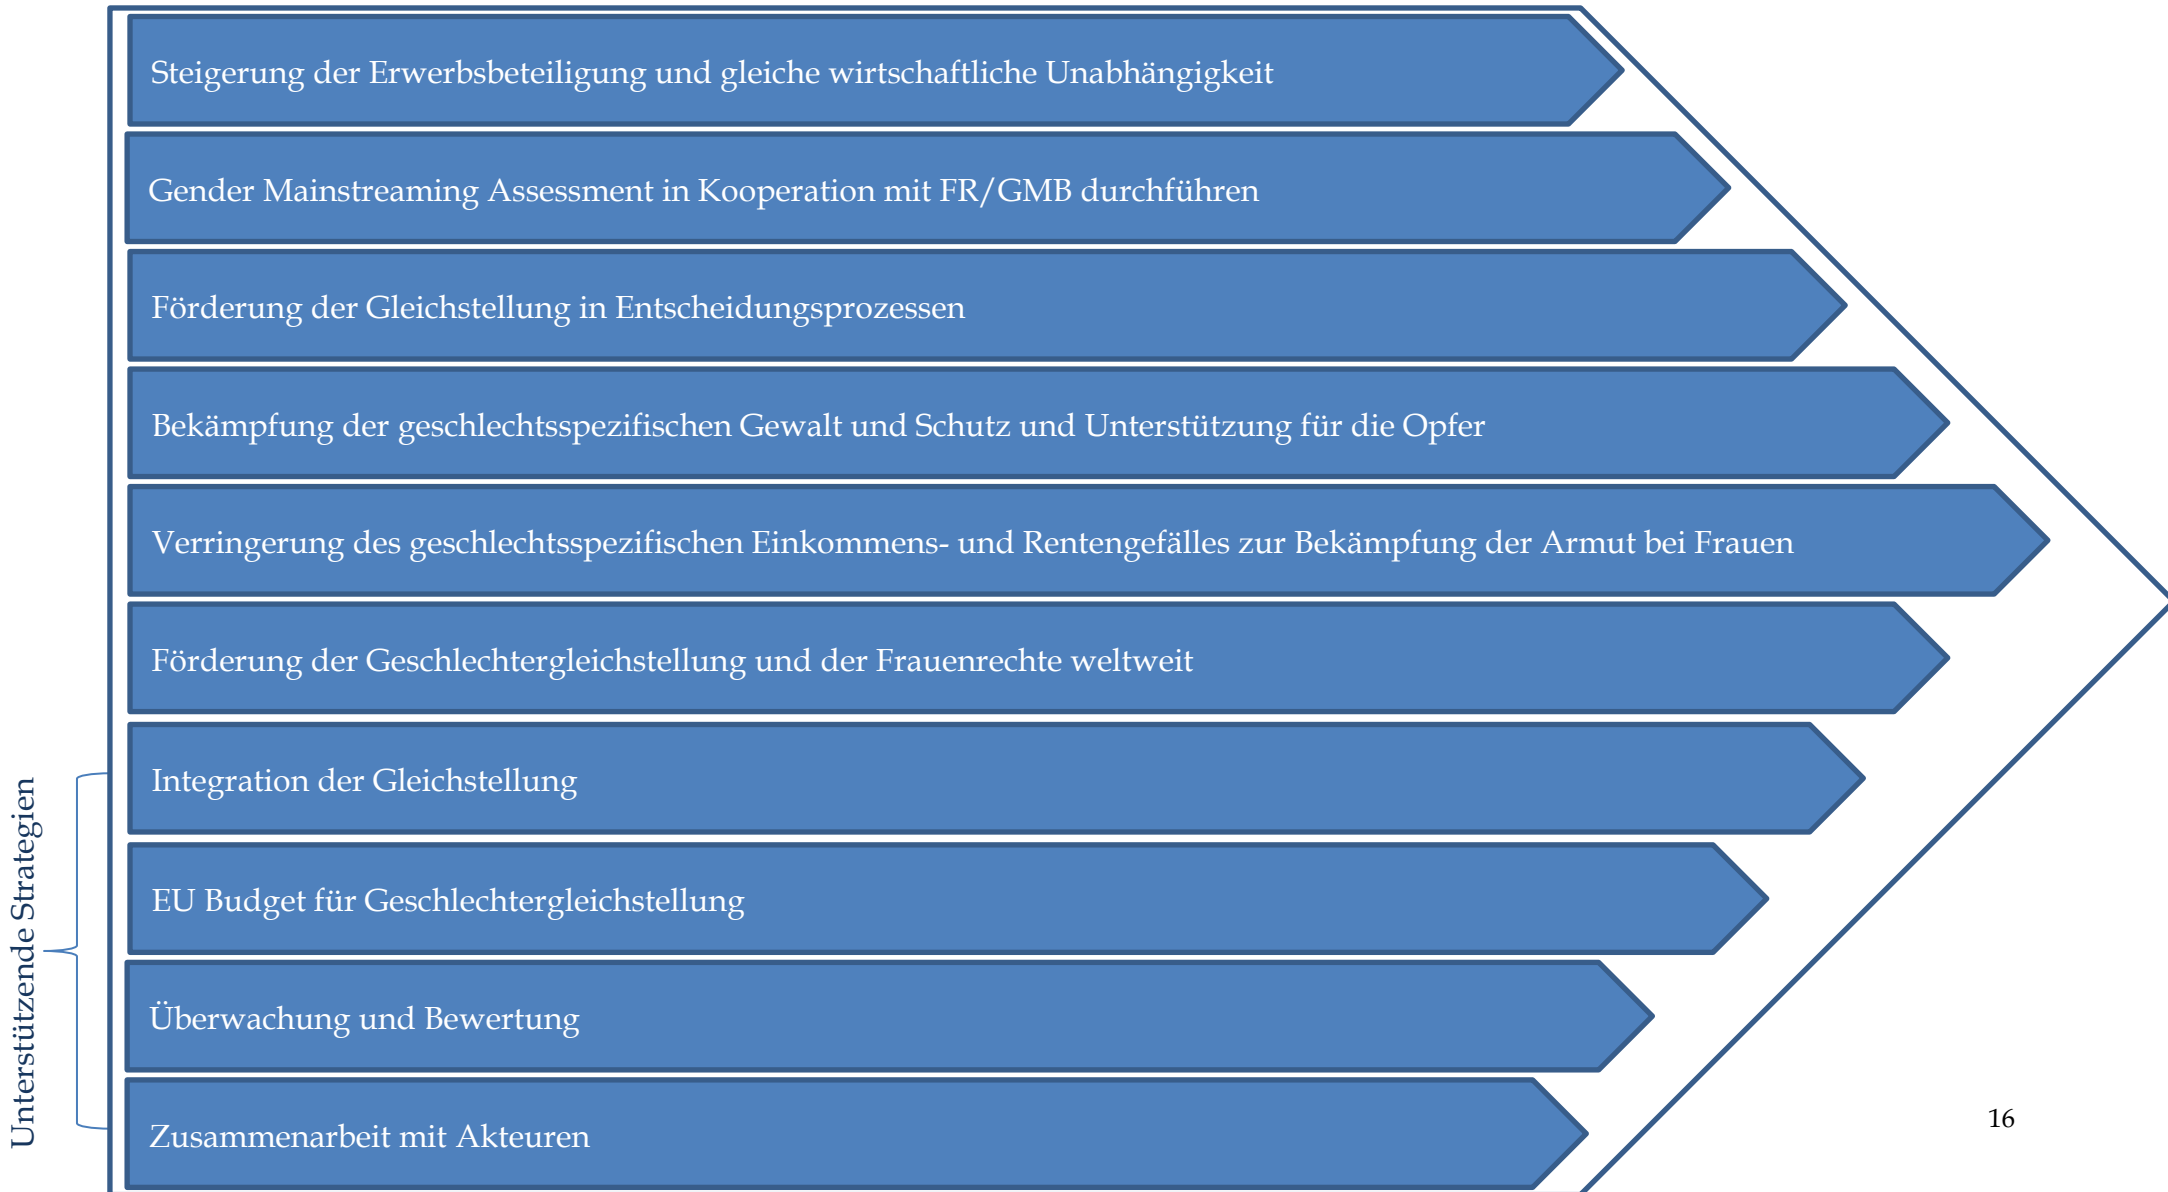 Steigerung der Erwerbsbeteiligung und gleiche wirtschaftliche Unabhängigkeit
Gender Mainstreaming Assessment in Kooperation mit FR/GMB durchführen
Förderung der Gleichstellung in Entscheidungsprozessen
Bekämpfung der geschlechtsspezifischen Gewalt und Schutz und Unterstützung für die Opfer
Verringerung des geschlechtsspezifischen Einkommens- und Rentengefälles zur Bekämpfung der Armut bei Frauen
Förderung der Geschlechtergleichstellung und der Frauenrechte weltweit
Unterstützende Strategien
Integration der Gleichstellung
EU Budget für Geschlechtergleichstellung
Überwachung und Bewertung
Zusammenarbeit mit Akteuren
16